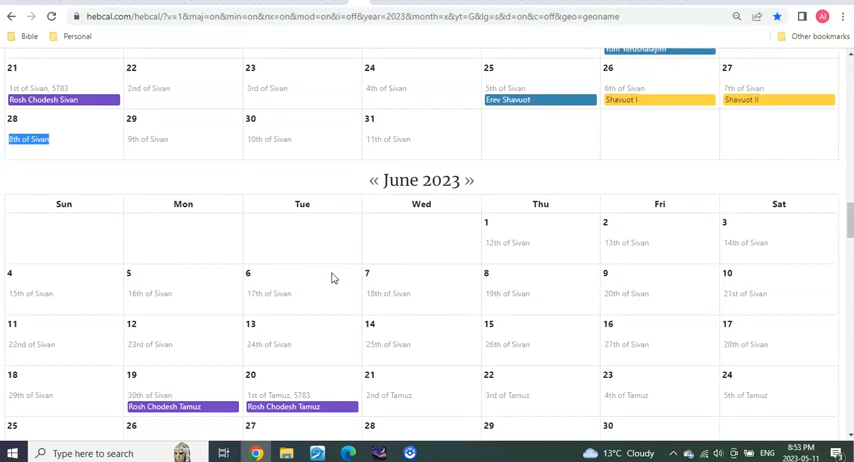 hebcal.com/hebcal/?v=1&maj=on&min=on&nx=on&mod=on&i=off&year=2023&month=x&yt=G&lg=s&d=on&c=off&geo=geoname
Bible Personal Other bookmarks
Yom Yerushalayim
21 22 23 24 25 26 27
1st of Sivan, 5783 2nd of Sivan 3rd of Sivan 4th of Sivan 5th of Sivan 6th of Sivan 7th of Sivan
Rosh Chodesh Sivan Erev Shavuot Shavuot I Shavuot II
28 29 30 31
8th of Sivan 9th of Sivan 10th of Sivan 11th of Sivan
« June 2023 »
Sun Mon Tue Wed Thu Fri Sat
1 2 3
12th of Sivan 13th of Sivan 14th of Sivan
4 5 6 7 8 9 10
15th of Sivan 16th of Sivan 17th of Sivan 18th of Sivan 19th of Sivan 20th of Sivan 21st of Sivan
11 12 13 14 15 16 17
22nd of Sivan 23rd of Sivan 24th of Sivan 25th of Sivan 26th of Sivan 27th of Sivan 28th of Sivan
18 19 20 21 22 23 24
29th of Sivan 30th of Sivan 1st of Tamuz, 5783 2nd of Tamuz 3rd of Tamuz 4th of Tamuz 5th of Tamuz
Rosh Chodesh Tamuz Rosh Chodesh Tamuz
25 26 27 28 29 30
Type here to search 13°C Cloudy ENG 8:53 PM
2023-05-11
AI
3